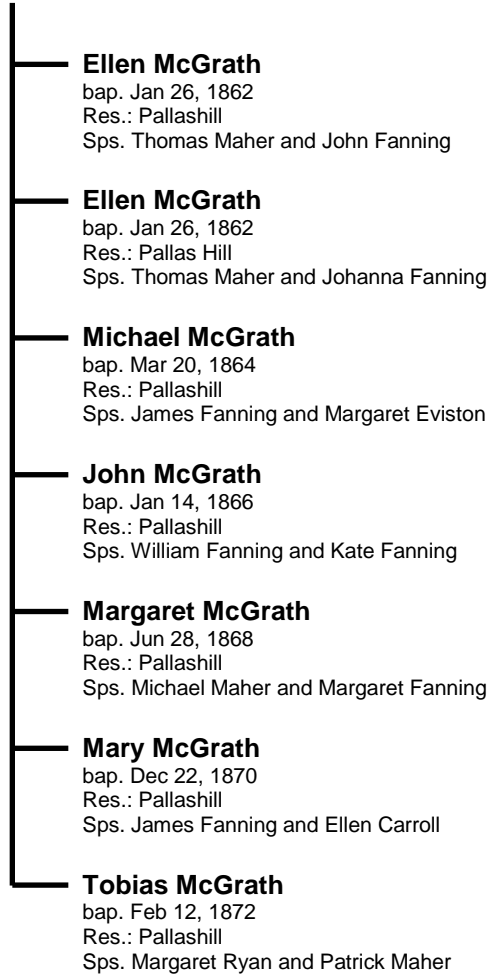 Ellen McGrath
bap. Jan 26, 1862
Res.: Pallashill
Sps. Thomas Maher and John Fanning
Ellen McGrath
bap. Jan 26, 1862
Res.: Pallas Hill
Sps. Thomas Maher and Johanna Fanning
Michael McGrath
bap. Mar 20, 1864
Res.: Pallashill
Sps. James Fanning and Margaret Eviston
John McGrath
bap. Jan 14, 1866
Res.: Pallashill
Sps. William Fanning and Kate Fanning
Margaret McGrath
bap. Jun 28, 1868
Res.: Pallashill
Sps. Michael Maher and Margaret Fanning
Mary McGrath
bap. Dec 22, 1870
Res.: Pallashill
Sps. James Fanning and Ellen Carroll
Tobias McGrath
bap. Feb 12, 1872
Res.: Pallashill
Sps. Margaret Ryan and Patrick Maher